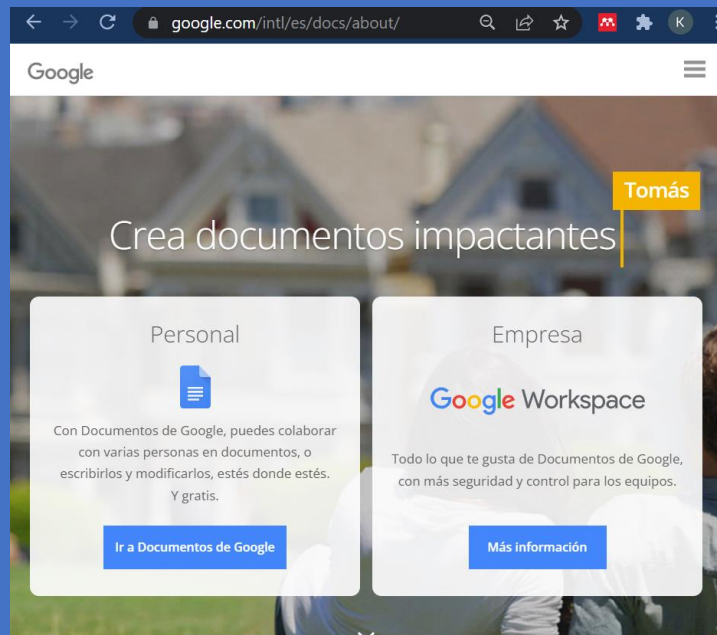 google.com/intl/es/docs/about/
K
Google
Tomás
Crea documentos impactantes
Personal
Con Documentos de Google, puedes colaborar
con varias personas en documentos, o
escribirlos y modificarlos, estés donde estés.
Y gratis.
Ir a Documentos de Google
Empresa
Google Workspace
Todo lo que te gusta de Documentos de Google,
con más seguridad y control para los equipos.
Más información